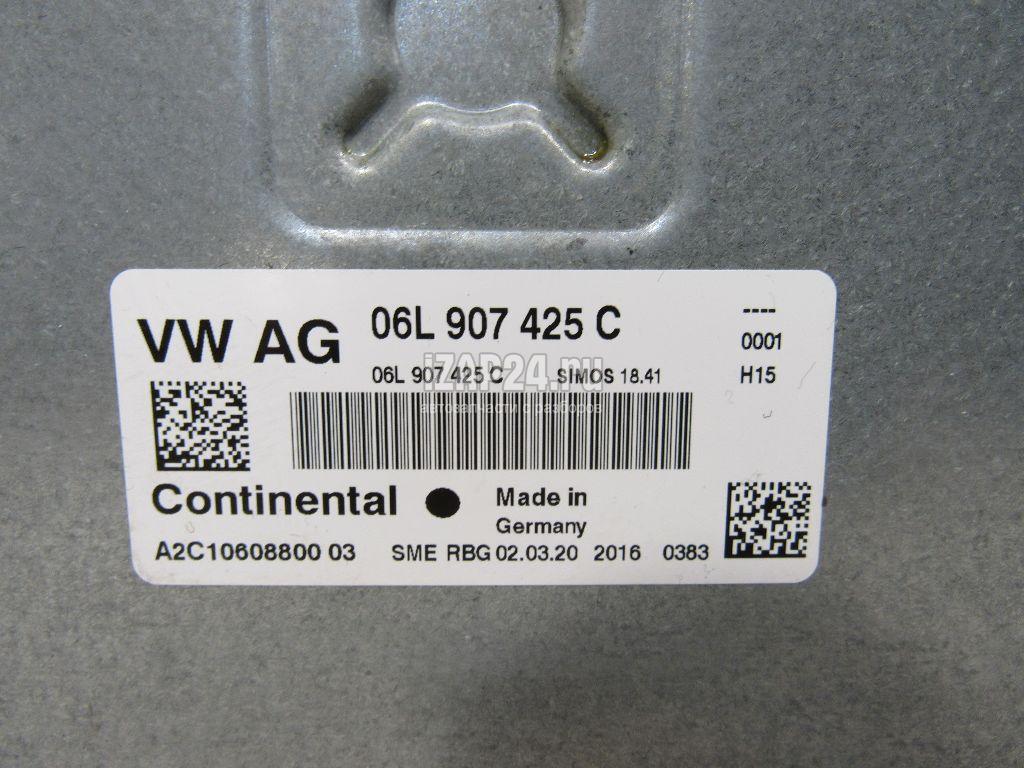 VW AG 06L 907 425 C ----
0001
06L 907 425 C SIMOS 18.41 H15
iZAP24.ru
автозапчасти с разборов
Continental Made in
Germany
A2C10608800 03 SME RBG 02.03.20 2016 0383